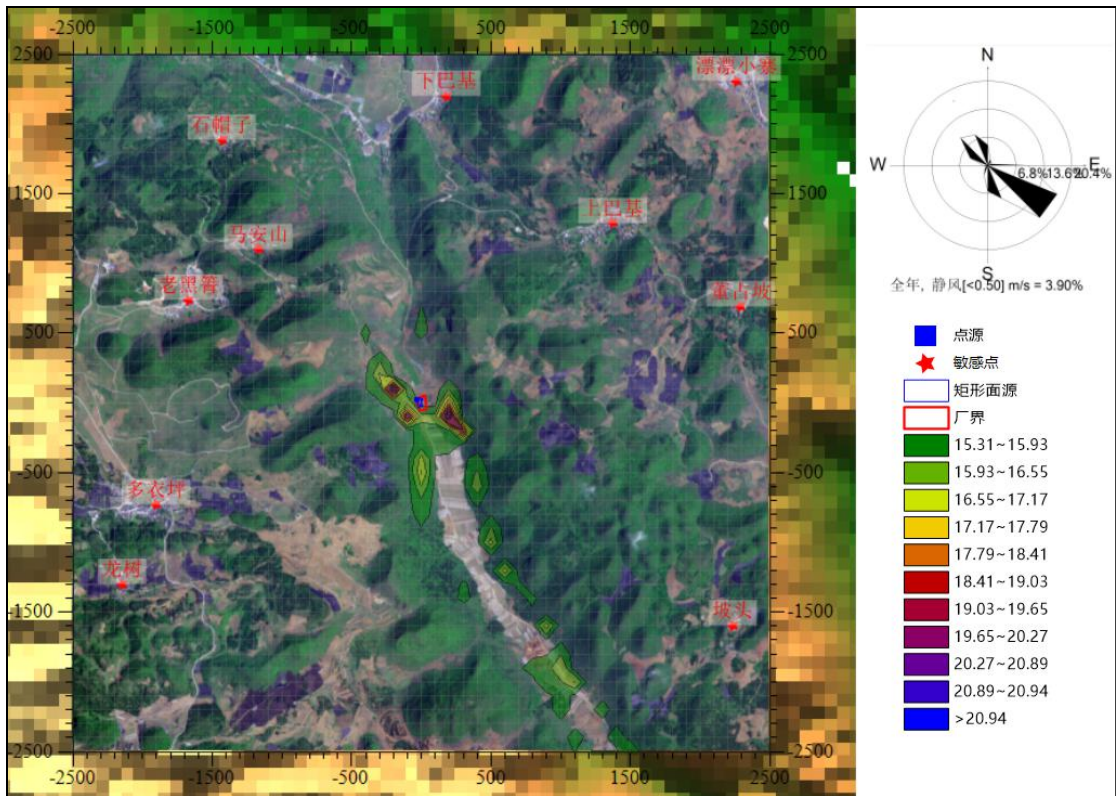 -2500 -1500 -500 500 1500 2500
2500 2500
1500 1500
500 500
-500 -500
-1500 -1500
-2500 -2500
-2500 -1500 -500 500 1500 2500
下巴基
漂漂小寨
石帽子
上巴基
马安山
老黑箐
董占坡
多衣坪
龙树
坡头
N
W
E
6.8%13.6%20.4%
S
全年, 静风[<0.50] m/s = 3.90%
点源
敏感点
矩形面源
厂界
15.31~15.93
15.93~16.55
16.55~17.17
17.17~17.79
17.79~18.41
18.41~19.03
19.03~19.65
19.65~20.27
20.27~20.89
20.89~20.94
>20.94